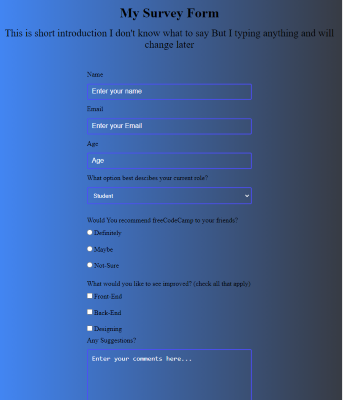 My Survey Form
This is short introduction I don't know what to say But I typing anything and will
change later
Name
Enter your name
Email
Enter your Email
Age
Age
What option best descibes your current role?
Student
Would You recommend freeCodeCamp to your friends?
Definitely
Maybe
Not-Sure
What would you like to see improved? (check all that apply)
Front-End
Back-End
Designing
Any Suggestions?
Enter your comments here...